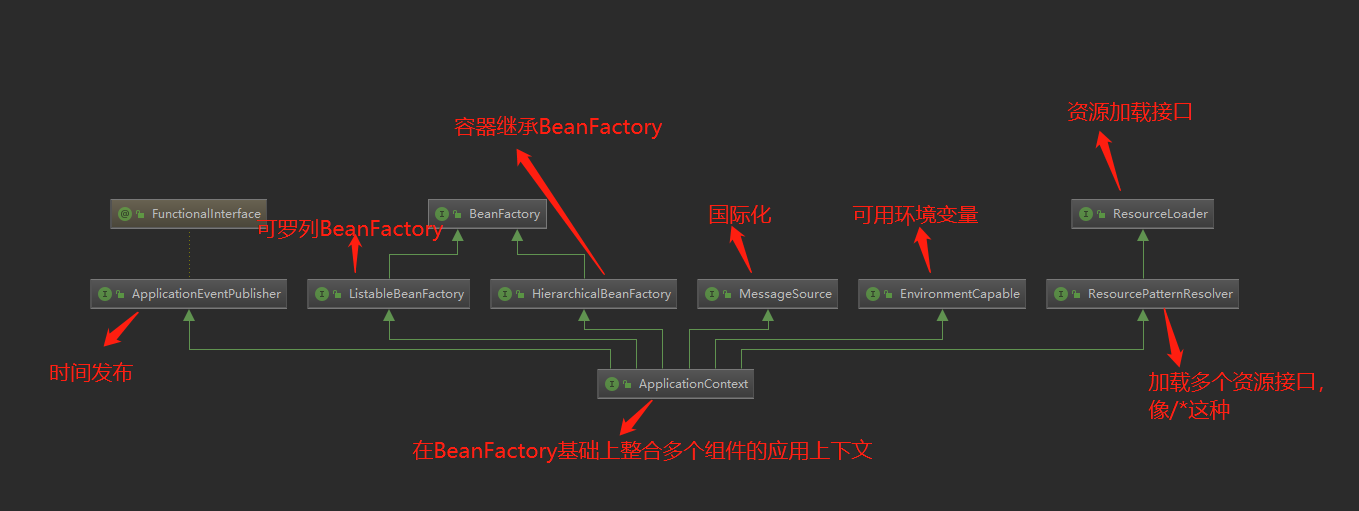 资源加载接口
容器继承BeanFactory
FunctionalInterface
可罗列BeanFactory
BeanFactory
国际化
可用环境变量
ResourceLoader
ApplicationEventPublisher
ListableBeanFactory
HierarchicalBeanFactory
MessageSource
EnvironmentCapable
ResourcePatternResolver
时间发布
ApplicationContext
加载多个资源接口,
像/*这种
在BeanFactory基础上整合多个组件的应用上下文